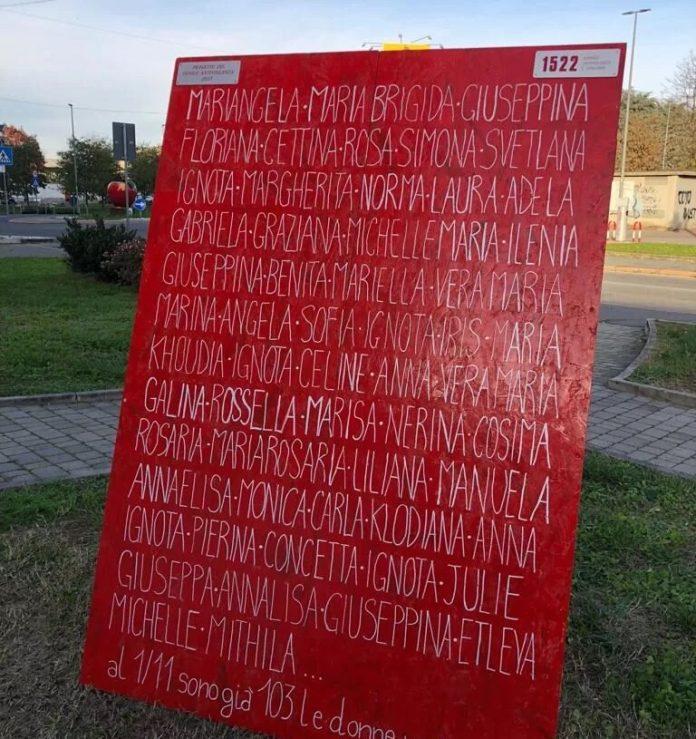 PROGETTO DEL
1522
MARIANGELA·MARIA BRIGIDA·GIUSEPPINA
FLORIANA·GETTINA·ROSA·SIMONA·SVETLANA
IGNOTA·MARGHERITA·NORMA·LAURA·ADELA
GABRIELA·GRAZIANA·MICHELLE MARIA·ILENIA
GIUSEPPINA·BENITA·MARIELLA·VERA MARIA
MARINA·ANGELA·SOFIA·IGNOTA·IRIS·MARIA
KHOUDIA·IGNOTA·CELINE·ANNA·VERA MARIA
GALINA·ROSSELLA·MARISA·NERINA·COSIMA
ROSARIA·MARIAROSARIA·LILIANA·MANUELA
ANNAELISA·MONICA·CARLA·KLODIANA·ANNA
IGNOTA·PIERINA·CONCETTA·IGNOTA·JULIE
GIUSEPPA·ANNALISA·GIUSEPPINA·ETLEVA
MICHELLE·MITHILA...
al 1/11 sono già 103 le donne